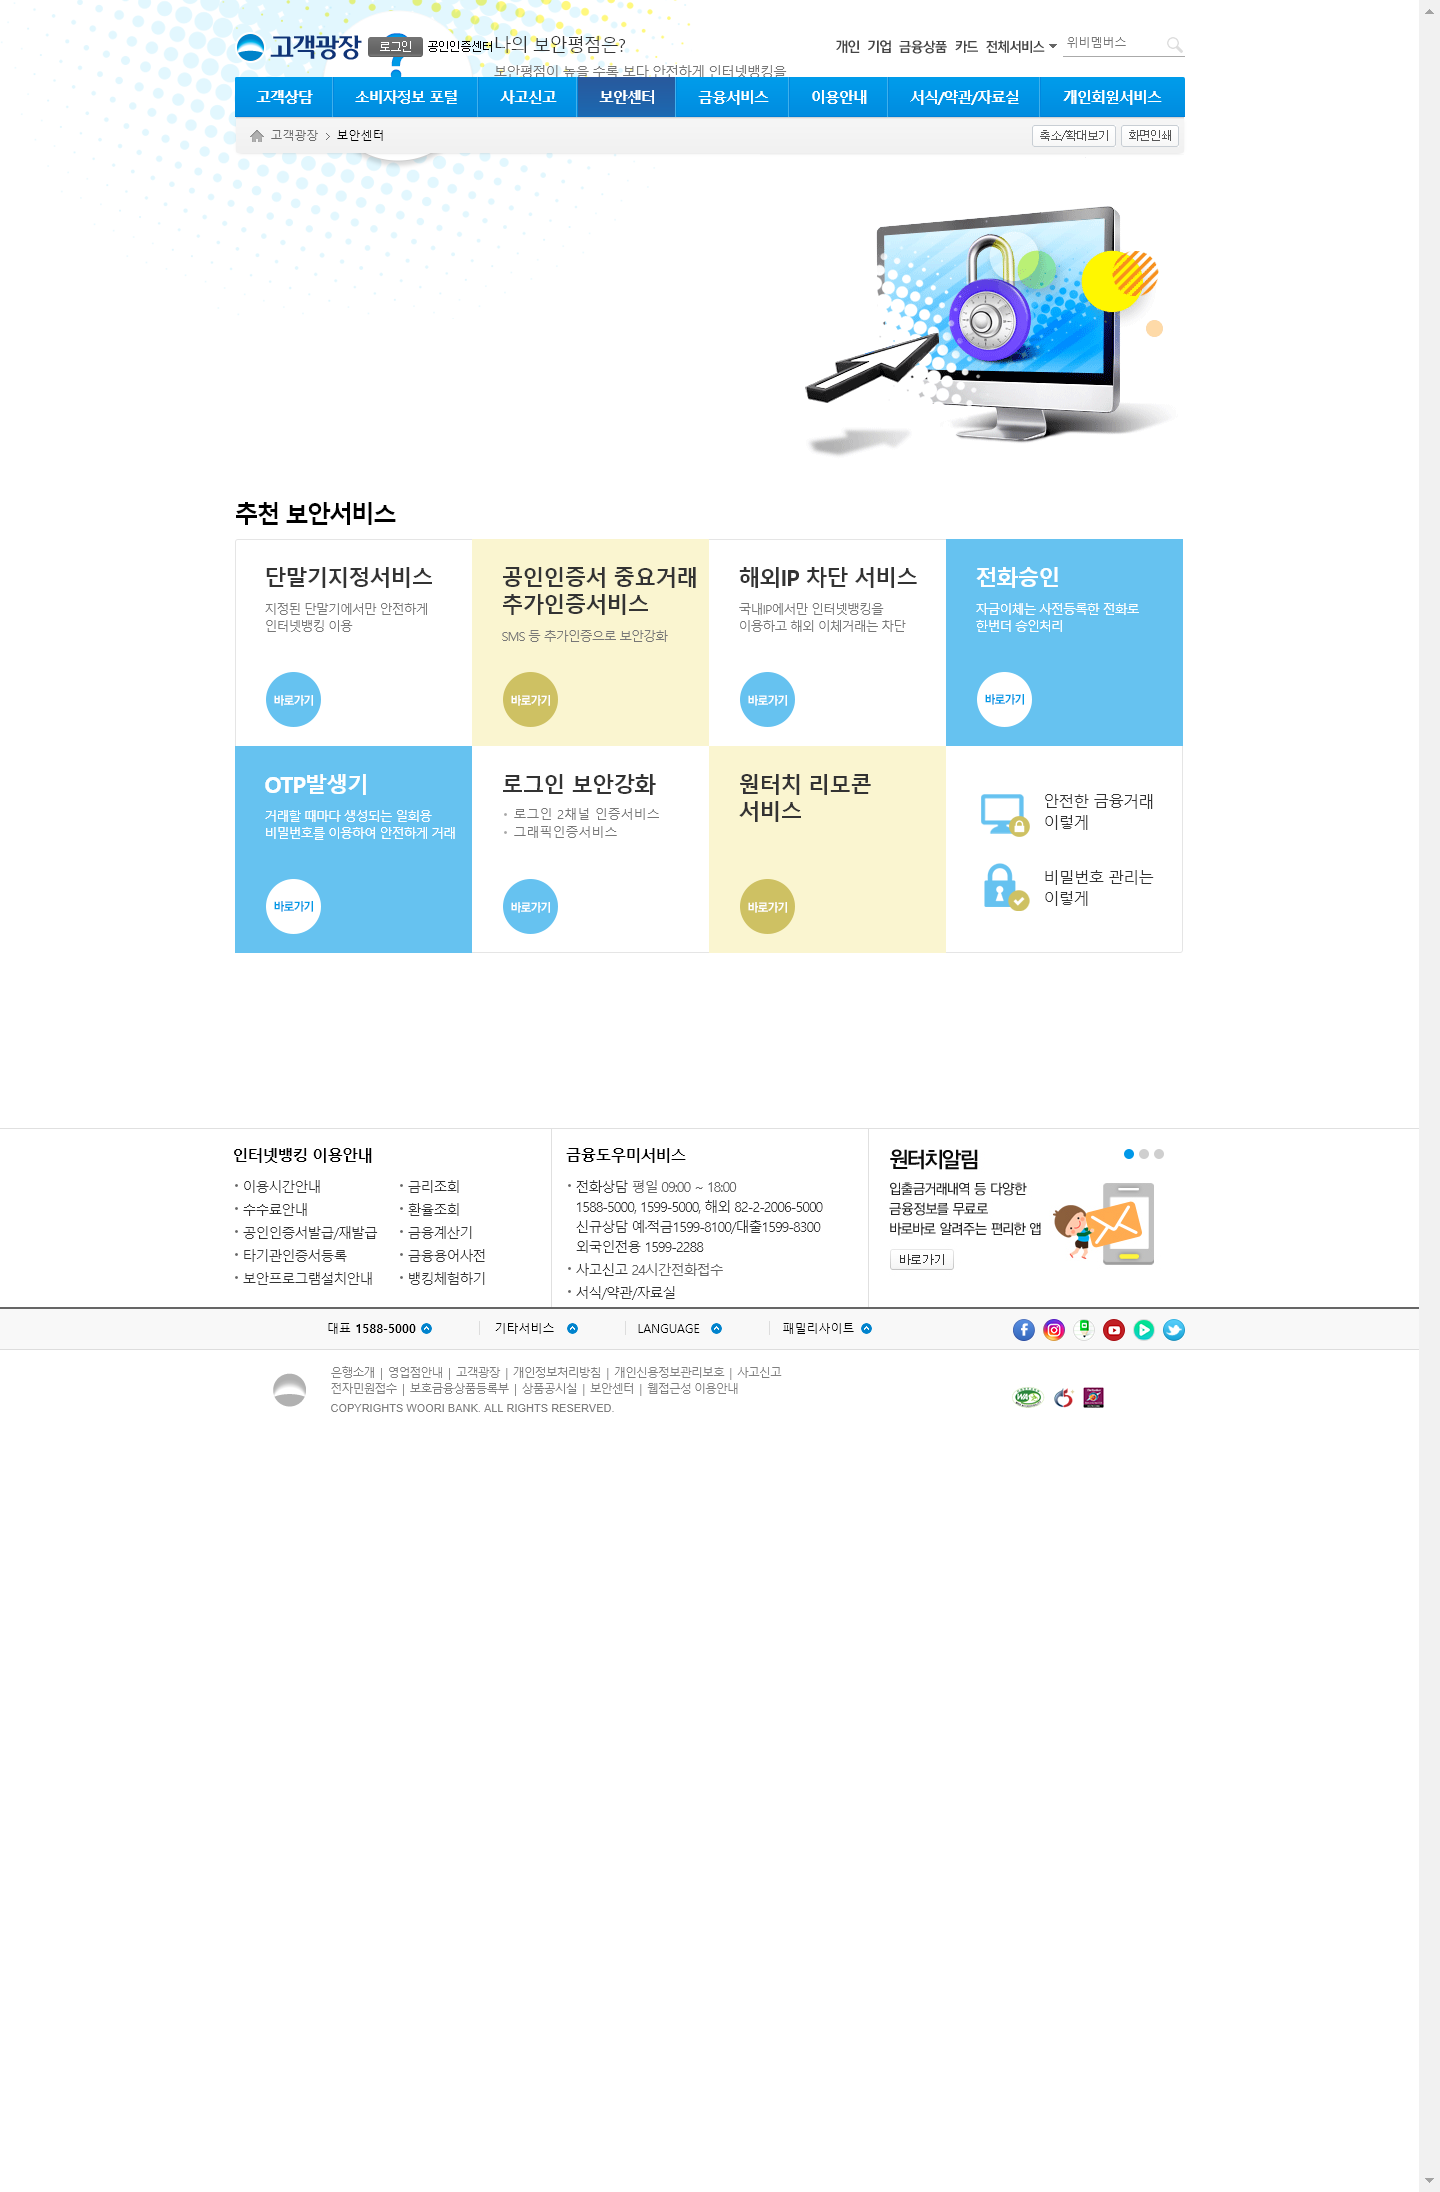 고객광장 로그인 공인인증센터 나의 보안평점은? 개인 기업 금융상품 카드 전체서비스 위비멤버스
보안평점이 높을 수록 보다 안전하게 인터넷뱅킹을
고객상담 소비자정보 포털 사고신고 보안센터 금융서비스 이용안내 서식/약관/자료실 개인회원서비스
고객광장 > 보안센터 축소/확대보기 화면인쇄
추천 보안서비스
단말기지정서비스
지정된 단말기에서만 안전하게
인터넷뱅킹 이용
바로가기
공인인증서 중요거래
추가인증서비스
SMS 등 추가인증으로 보안강화
바로가기
해외IP 차단 서비스
국내IP에서만 인터넷뱅킹을
이용하고 해외 이체거래는 차단
바로가기
전화승인
자금이체는 사전등록한 전화로
한번더 승인처리
바로가기
OTP발생기
거래할 때마다 생성되는 일회용
비밀번호를 이용하여 안전하게 거래
바로가기
로그인 보안강화
로그인 2채널 인증서비스
그래픽인증서비스
바로가기
원터치 리모콘
서비스
바로가기
안전한 금융거래
이렇게
비밀번호 관리는
이렇게
인터넷뱅킹 이용안내
이용시간안내
수수료안내
공인인증서발급/재발급
타기관인증서등록
보안프로그램설치안내
금리조회
환율조회
금융계산기
금융용어사전
뱅킹체험하기
금융도우미서비스
전화상담 평일 09:00 ~ 18:00
1588-5000, 1599-5000, 해외 82-2-2006-5000
신규상담 예·적금1599-8100/대출1599-8300
외국인전용 1599-2288
사고신고 24시간전화접수
서식/약관/자료실
원터치알림
입출금거래내역 등 다양한
금융정보를 무료로
바로바로 알려주는 편리한 앱
바로가기
대표 1588-5000 기타서비스 LANGUAGE 패밀리사이트
은행소개 | 영업점안내 | 고객광장 | 개인정보처리방침 | 개인신용정보관리보호 | 사고신고
전자민원접수 | 보호금융상품등록부 | 상품공시실 | 보안센터 | 웹접근성 이용안내
COPYRIGHTS WOORI BANK. ALL RIGHTS RESERVED.